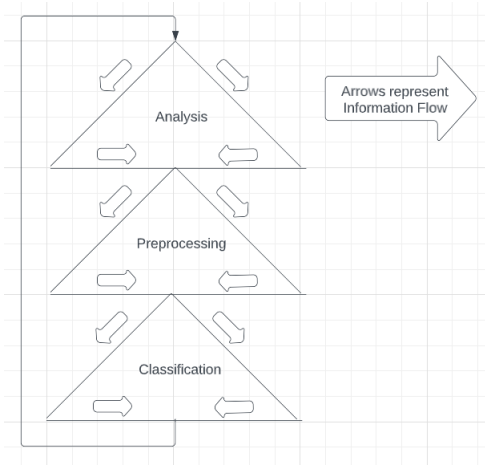 Analysis
Arrows represent
Information Flow
Preprocessing
Classification